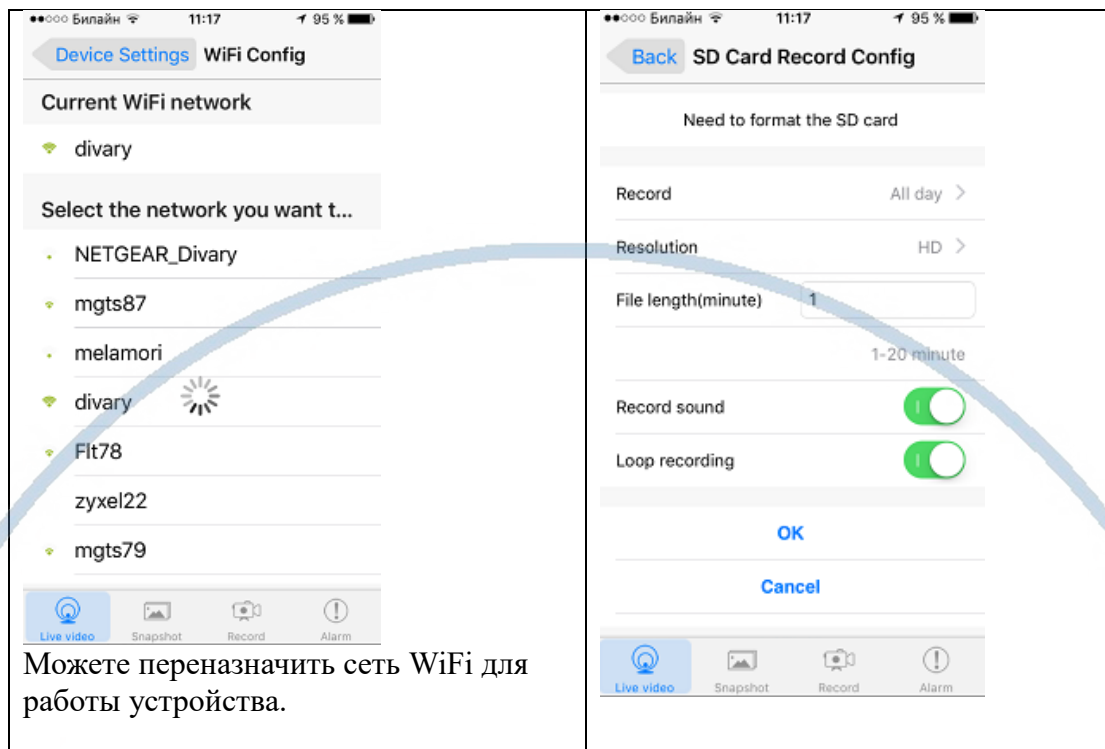 ●●○○○ Билайн 11:17 95 %
Device Settings WiFi Config
Current WiFi network
divary
Select the network you want t...
NETGEAR_Divary
mgts87
melamori
divary
Flt78
zyxel22
mgts79
Live video Snapshot Record Alarm
Можете переназначить сеть WiFi для
работы устройства.
●●○○○ Билайн 11:17 95 %
Back SD Card Record Config
Need to format the SD card
Record All day
Resolution HD
File length(minute) 1
1-20 minute
Record sound
Loop recording
OK
Cancel
Live video Snapshot Record Alarm